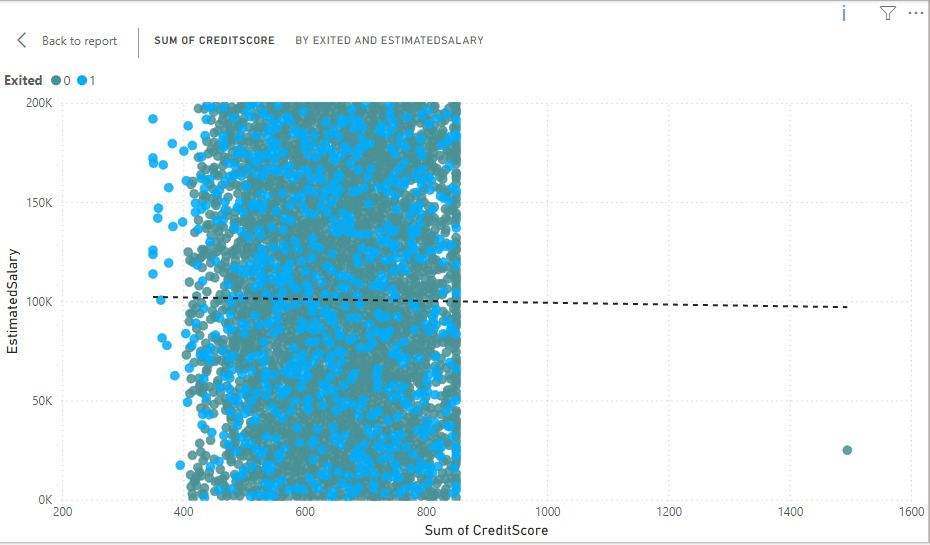 Back to report
SUM OF CREDITSCORE BY EXITED AND ESTIMATEDSALARY
Exited 0 1
200K
150K
100K
50K
0K
EstimatedSalary
200 400 600 800 1000 1200 1400 1600
Sum of CreditScore